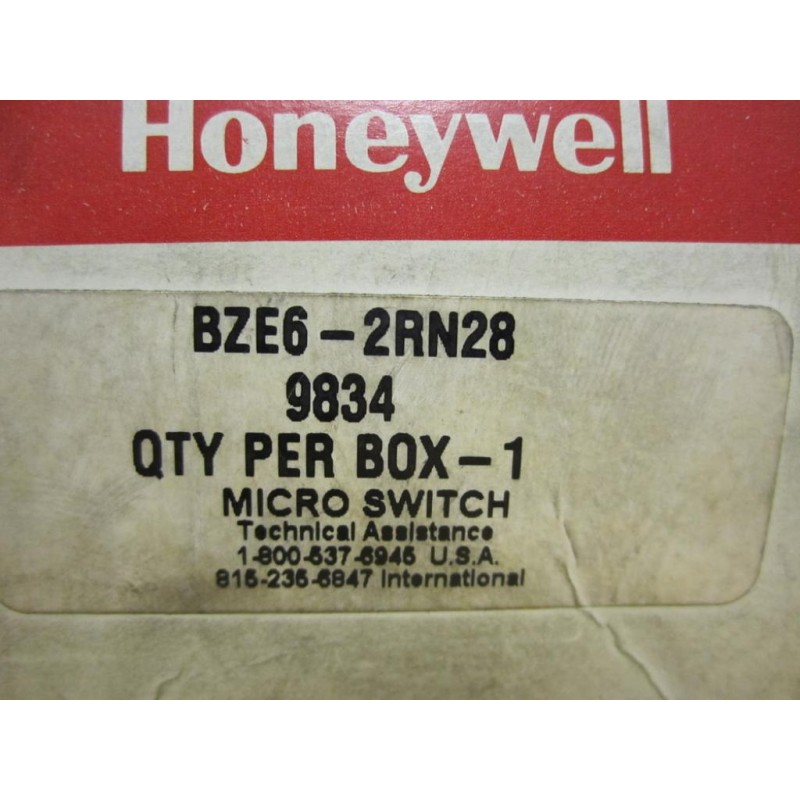 Honeywell
BZE6-2RN28
9834
QTY PER BOX-1
MICRO SWITCH
Technical Assistance
1-800-537-6945 U.S.A.
815-235-6847 International